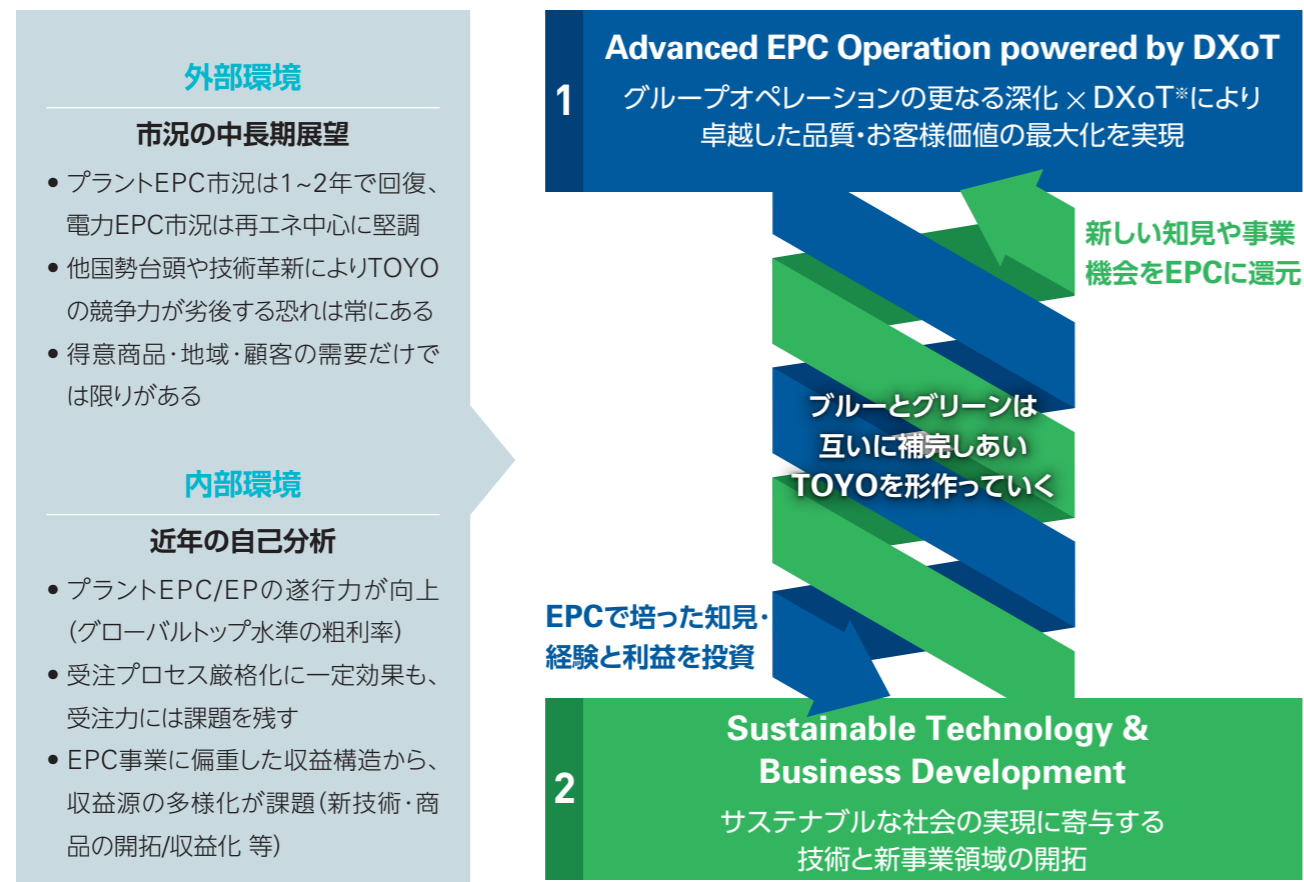 外部環境
市況の中長期展望
• プラントEPC市況は1~2年で回復、
電力EPC市況は再エネ中心に堅調
• 他国勢台頭や技術革新によりTOYO
の競争力が劣後する恐れは常にある
• 得意商品・地域・顧客の需要だけで
は限りがある
内部環境
近年の自己分析
• プラントEPC/EPの遂行力が向上
(グローバルトップ水準の粗利率)
• 受注プロセス厳格化に一定効果も、
受注力には課題を残す
• EPC事業に偏重した収益構造から、
収益源の多様化が課題(新技術・商
品の開拓/収益化 等)
1
Advanced EPC Operation powered by DXoT
グループオペレーションの更なる深化 × DXoT※により
卓越した品質・お客様価値の最大化を実現
新しい知見や事業
機会をEPCに還元
ブルーとグリーンは
互いに補完しあい
TOYOを形作っていく
EPCで培った知見・
経験と利益を投資
2
Sustainable Technology &
Business Development
サステナブルな社会の実現に寄与する
技術と新事業領域の開拓